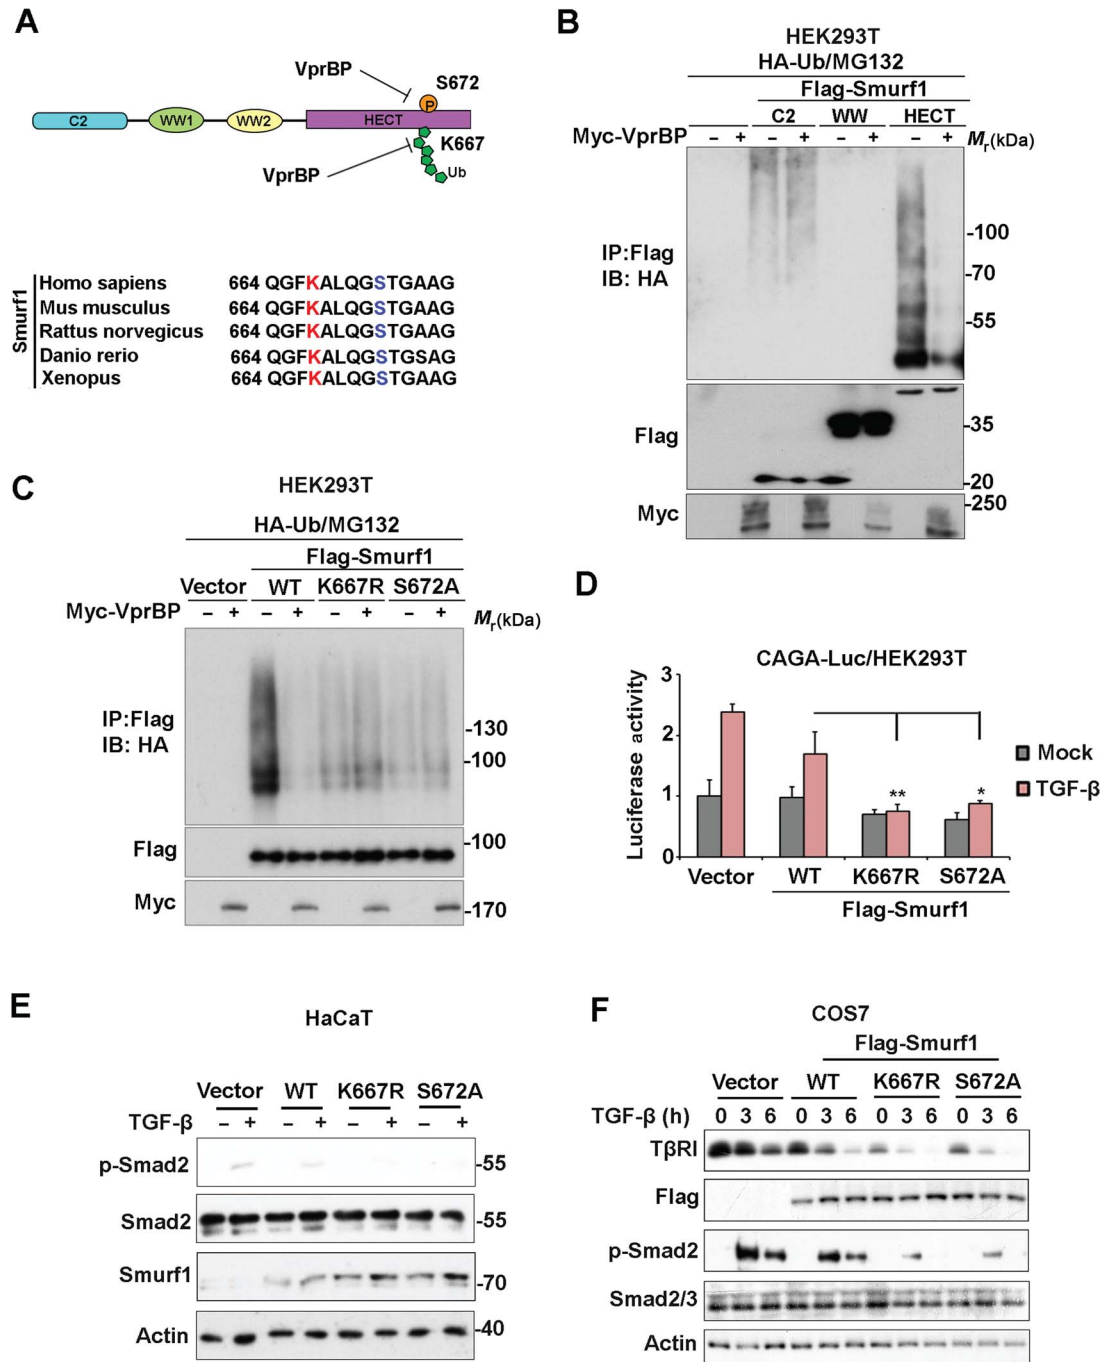 A
VprBP
S672
P
C2
WW1
WW2
HECT
K667
VprBP
Ub
Smurf1
Homo sapiens 664 QGFKALQGSTGAAG
Mus musculus 664 QGFKALQGSTGAAG
Rattus norvegicus 664 QGFKALQGSTGAAG
Danio rerio 664 QGFKALQGSTGSAG
Xenopus 664 QGFKALQGSTGAAG
B
HEK293T
HA-Ub/MG132
Flag-Smurf1
C2 WW HECT
Myc-VprBP – + – + – + – + Mr(kDa)
IP:Flag
IB: HA
-100
-70
-55
Flag
-35
-20
Myc
-250
C
HEK293T
HA-Ub/MG132
Flag-Smurf1
Vector WT K667R S672A
Myc-VprBP – + – + – + – + Mr(kDa)
IP:Flag
IB: HA
-130
-100
Flag
-100
Myc
-170
D
CAGA-Luc/HEK293T
Luciferase activity
3
2
1
0
** *
Mock
TGF-β
Vector WT K667R S672A
Flag-Smurf1
E
HaCaT
Vector WT K667R S672A
TGF-β – + – + – + – +
p-Smad2 -55
Smad2 -55
Smurf1 -70
Actin -40
F
COS7
Flag-Smurf1
Vector WT K667R S672A
TGF-β (h) 0 3 6 0 3 6 0 3 6 0 3 6
TβRI
Flag
p-Smad2
Smad2/3
Actin